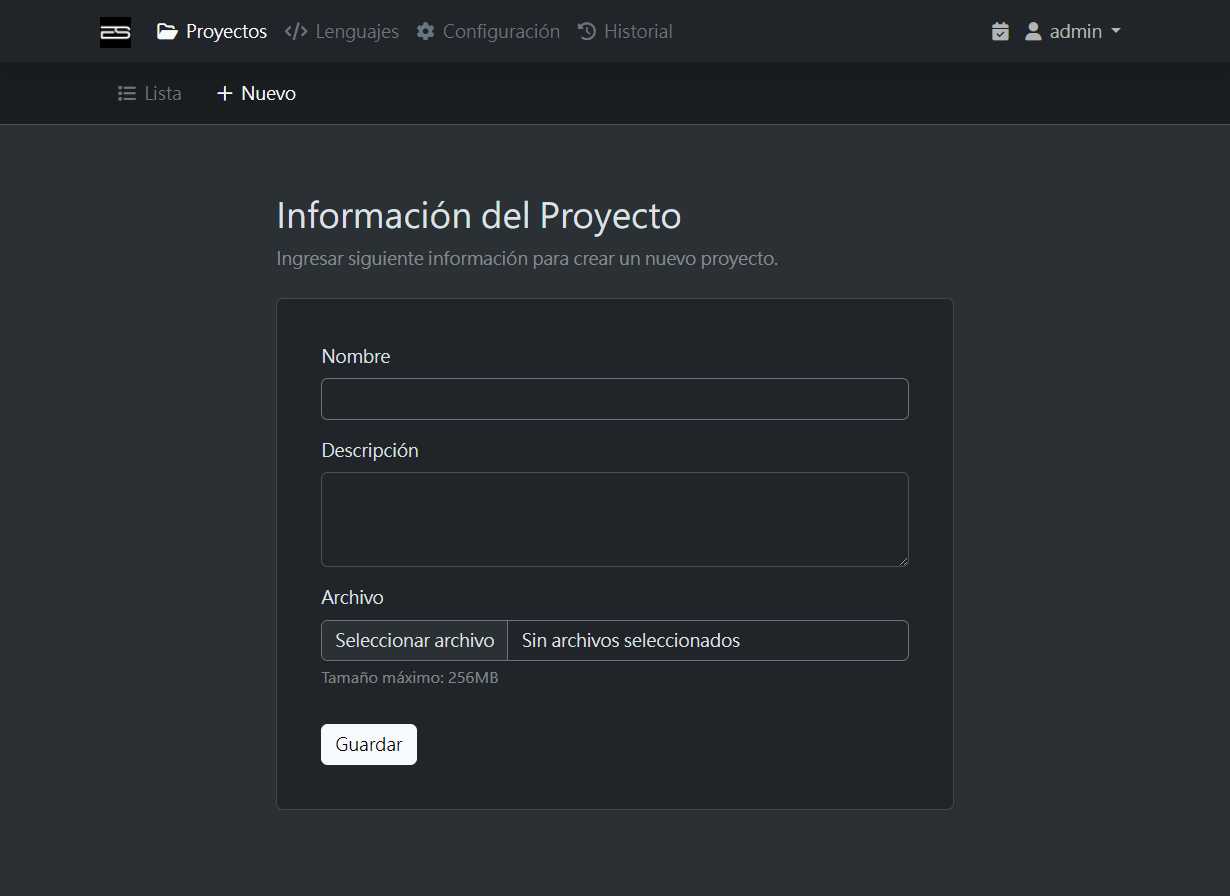 ES Proyectos Lenguajes Configuración Historial admin
Lista Nuevo
Información del Proyecto
Ingresar siguiente información para crear un nuevo proyecto.
Nombre
Descripción
Archivo
Seleccionar archivo Sin archivos seleccionados
Tamaño máximo: 256MB
Guardar